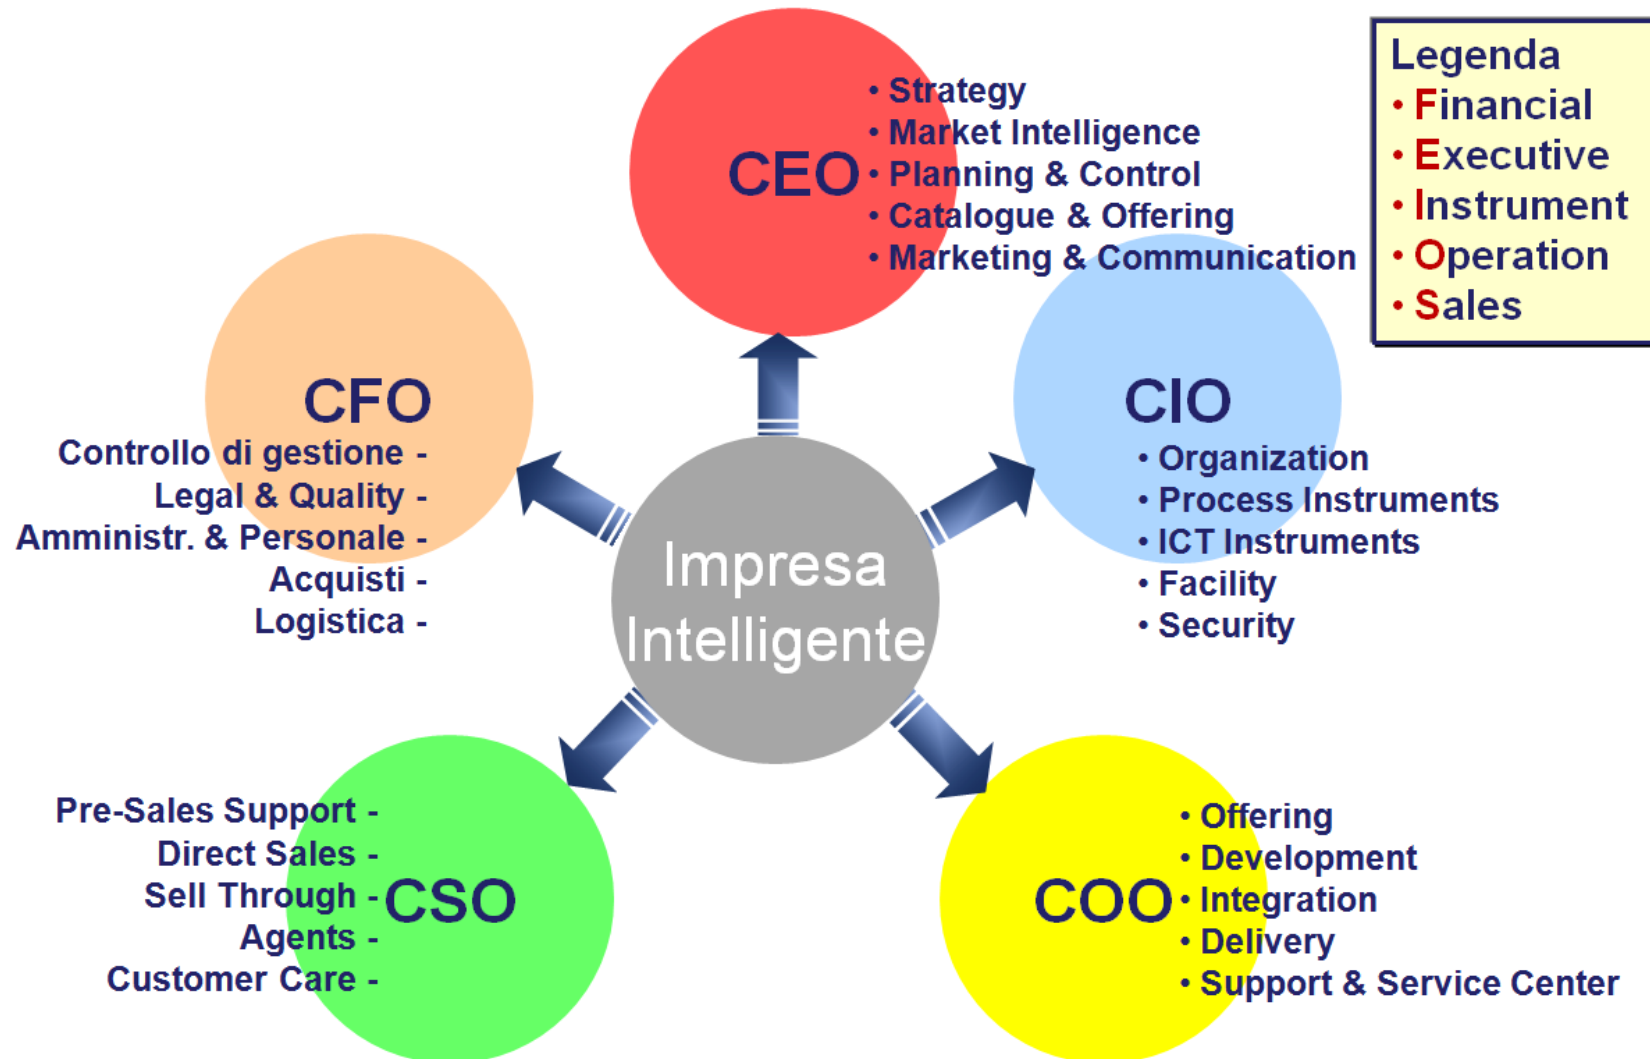 CEO
• Strategy
• Market Intelligence
• Planning & Control
• Catalogue & Offering
• Marketing & Communication
Legenda
• Financial
• Executive
• Instrument
• Operation
• Sales
CFO
Controllo di gestione -
Legal & Quality -
Amministr. & Personale -
Acquisti -
Logistica -
CIO
• Organization
• Process Instruments
• ICT Instruments
• Facility
• Security
Impresa
Intelligente
CSO
Pre-Sales Support -
Direct Sales -
Sell Through -
Agents -
Customer Care -
COO
• Offering
• Development
• Integration
• Delivery
• Support & Service Center